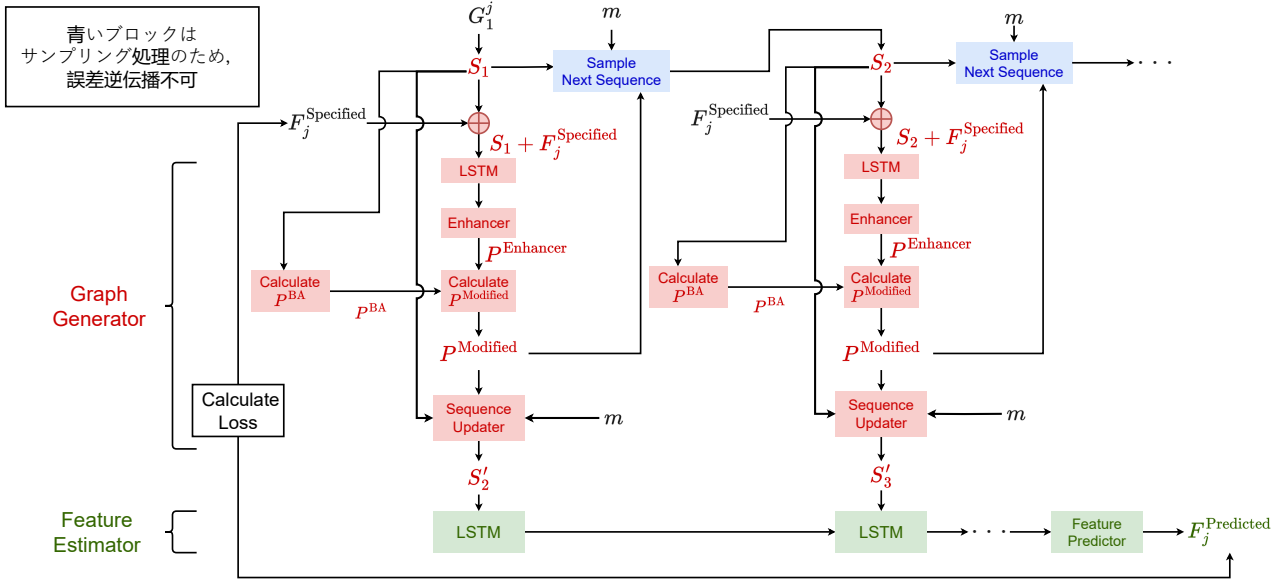 青いブロックは
サンプリング処理のため,
誤差逆伝播不可
G_1^j
m
m
S_1
Sample
Next Sequence
S_2
Sample
Next Sequence
· · ·
F_j^Specified
S_1 + F_j^Specified
F_j^Specified
S_2 + F_j^Specified
LSTM
LSTM
Enhancer
Enhancer
P^Enhancer
P^Enhancer
Calculate
P^BA
P^BA
Calculate
P^Modified
Calculate
P^BA
P^BA
Calculate
P^Modified
Graph
Generator
P^Modified
P^Modified
Calculate
Loss
Sequence
Updater
m
Sequence
Updater
m
S'_2
S'_3
Feature
Estimator
LSTM
LSTM
· · ·
Feature
Predictor
F_j^Predicted